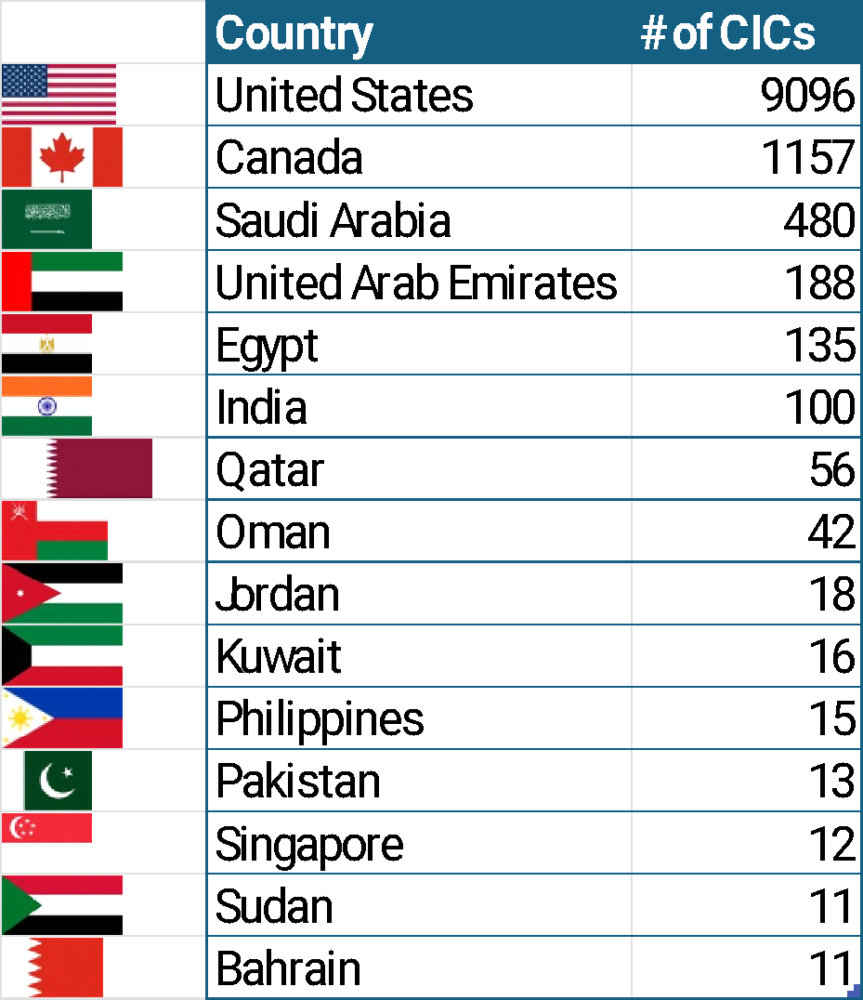 Country # of CICs
United States 9096
Canada 1157
Saudi Arabia 480
United Arab Emirates 188
Egypt 135
India 100
Qatar 56
Oman 42
Jordan 18
Kuwait 16
Philippines 15
Pakistan 13
Singapore 12
Sudan 11
Bahrain 11